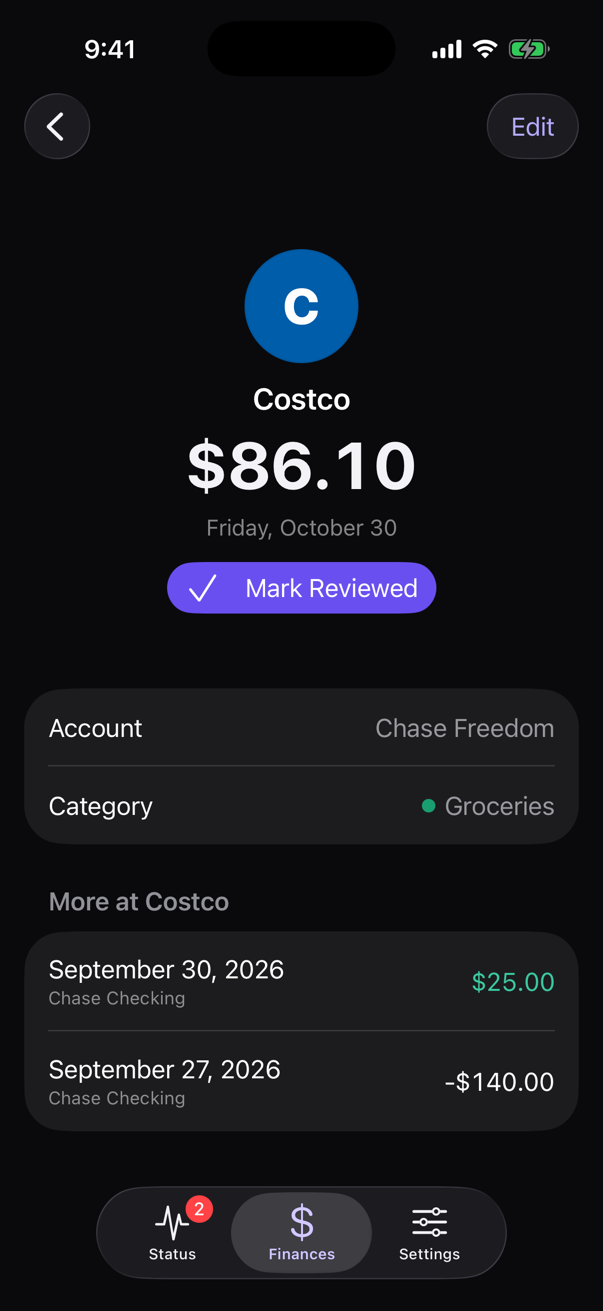 9:41
Edit
C
Costco
$86.10
Friday, October 30
Mark Reviewed
Account
Chase Freedom
Category
Groceries
More at Costco
September 30, 2026
Chase Checking
$25.00
September 27, 2026
Chase Checking
-$140.00
2
$
Status
Finances
Settings